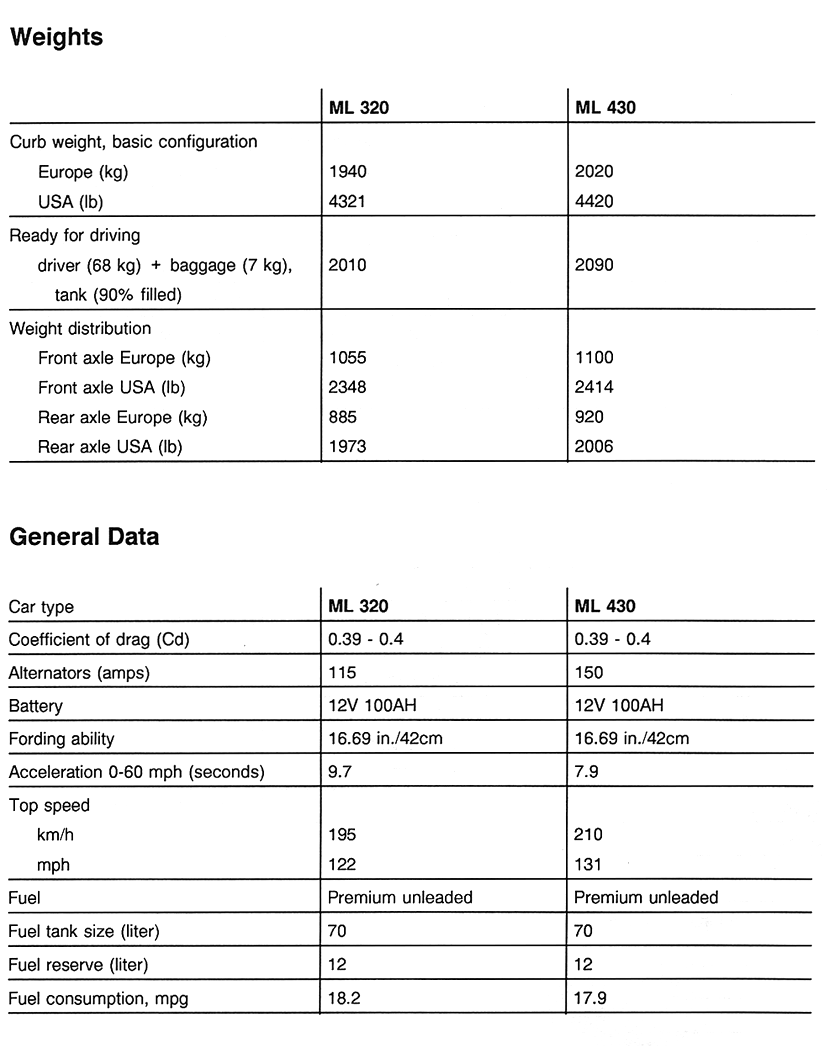 Weights
ML 320 ML 430
Curb weight, basic configuration
Europe (kg) 1940 2020
USA (lb) 4321 4420
Ready for driving
driver (68 kg) + baggage (7 kg), 2010 2090
tank (90% filled)
Weight distribution
Front axle Europe (kg) 1055 1100
Front axle USA (lb) 2348 2414
Rear axle Europe (kg) 885 920
Rear axle USA (lb) 1973 2006
General Data
Car type ML 320 ML 430
Coefficient of drag (Cd) 0.39 - 0.4 0.39 - 0.4
Alternators (amps) 115 150
Battery 12V 100AH 12V 100AH
Fording ability 16.69 in./42cm 16.69 in./42cm
Acceleration 0-60 mph (seconds) 9.7 7.9
Top speed
km/h 195 210
mph 122 131
Fuel Premium unleaded Premium unleaded
Fuel tank size (liter) 70 70
Fuel reserve (liter) 12 12
Fuel consumption, mpg 18.2 17.9